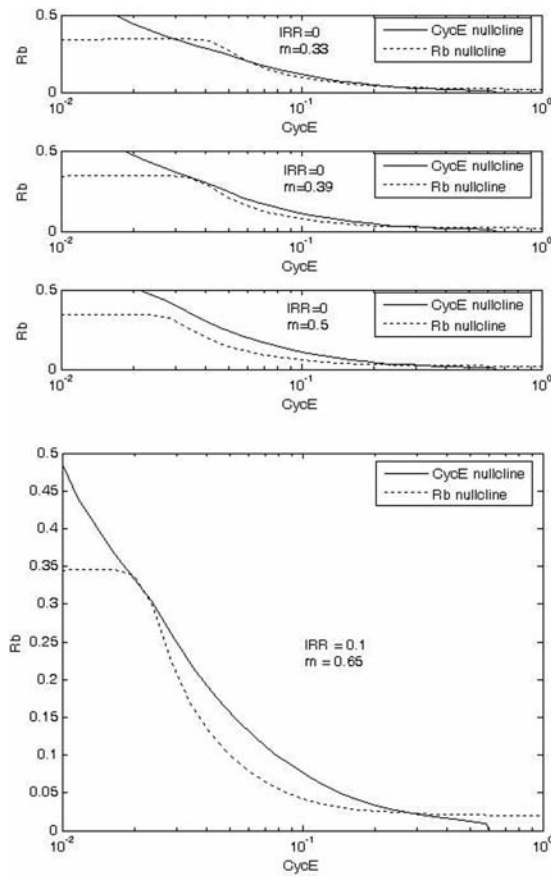 0.5
Rb
0
IRR=0
m=0.33
CycE nullcline
Rb nullcline
10-2
10-1
100
CycE
0.5
Rb
0
IRR=0
m=0.39
CycE nullcline
Rb nullcline
10-2
10-1
100
CycE
0.5
Rb
0
IRR=0
m=0.5
CycE nullcline
Rb nullcline
10-2
10-1
100
CycE
0.5
0.45
0.4
0.35
0.3
0.25
0.2
0.15
0.1
0.05
0
Rb
CycE nullcline
Rb nullcline
IRR = 0.1
m = 0.65
10-2
10-1
100
CycE